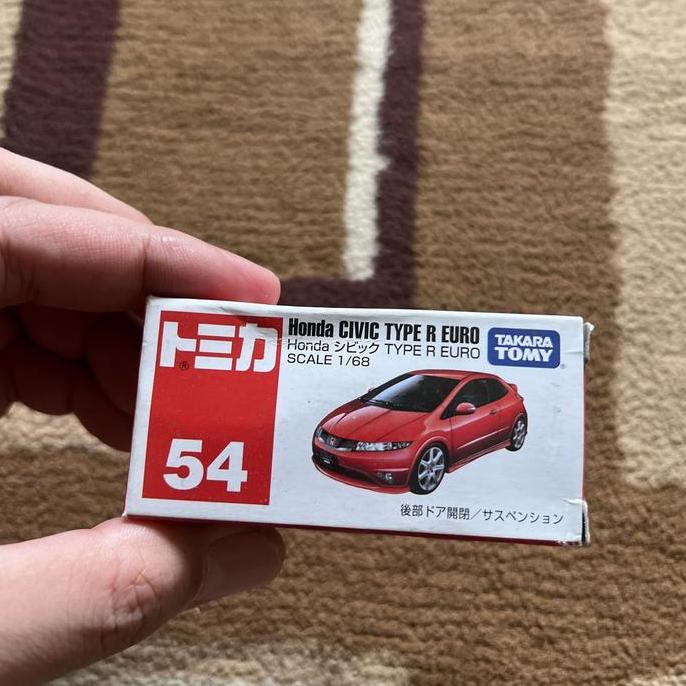 トミカ®
54
Honda CIVIC TYPE R EURO
Honda シビック TYPE R EURO
SCALE 1/68
TAKARA
TOMY
後部ドア開閉／サスペンション